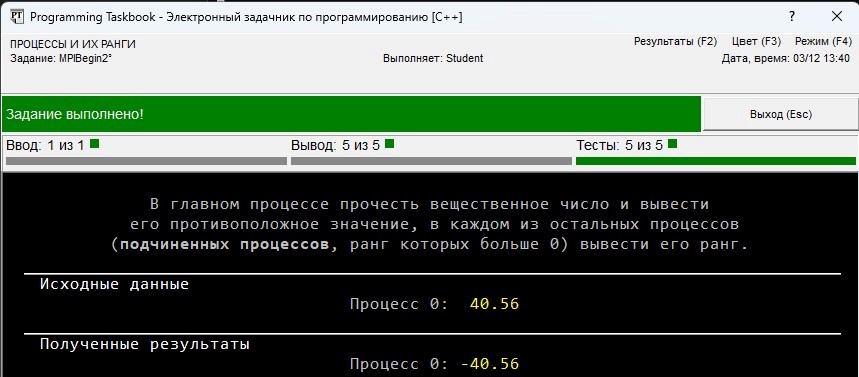 Programming Taskbook - Электронный задачник по программированию [C++]
ПРОЦЕССЫ И ИХ РАНГИ
Результаты (F2) Цвет (F3) Режим (F4)
Задание: MPIBegin2°
Выполняет: Student
Дата, время: 03/12 13:40
Задание выполнено!
Выход (Esc)
Ввод: 1 из 1
Вывод: 5 из 5
Тесты: 5 из 5
В главном процессе прочесть вещественное число и вывести
его противоположное значение, в каждом из остальных процессов
(подчиненных процессов, ранг которых больше 0) вывести его ранг.
Исходные данные
Процесс 0: 40.56
Полученные результаты
Процесс 0: -40.56